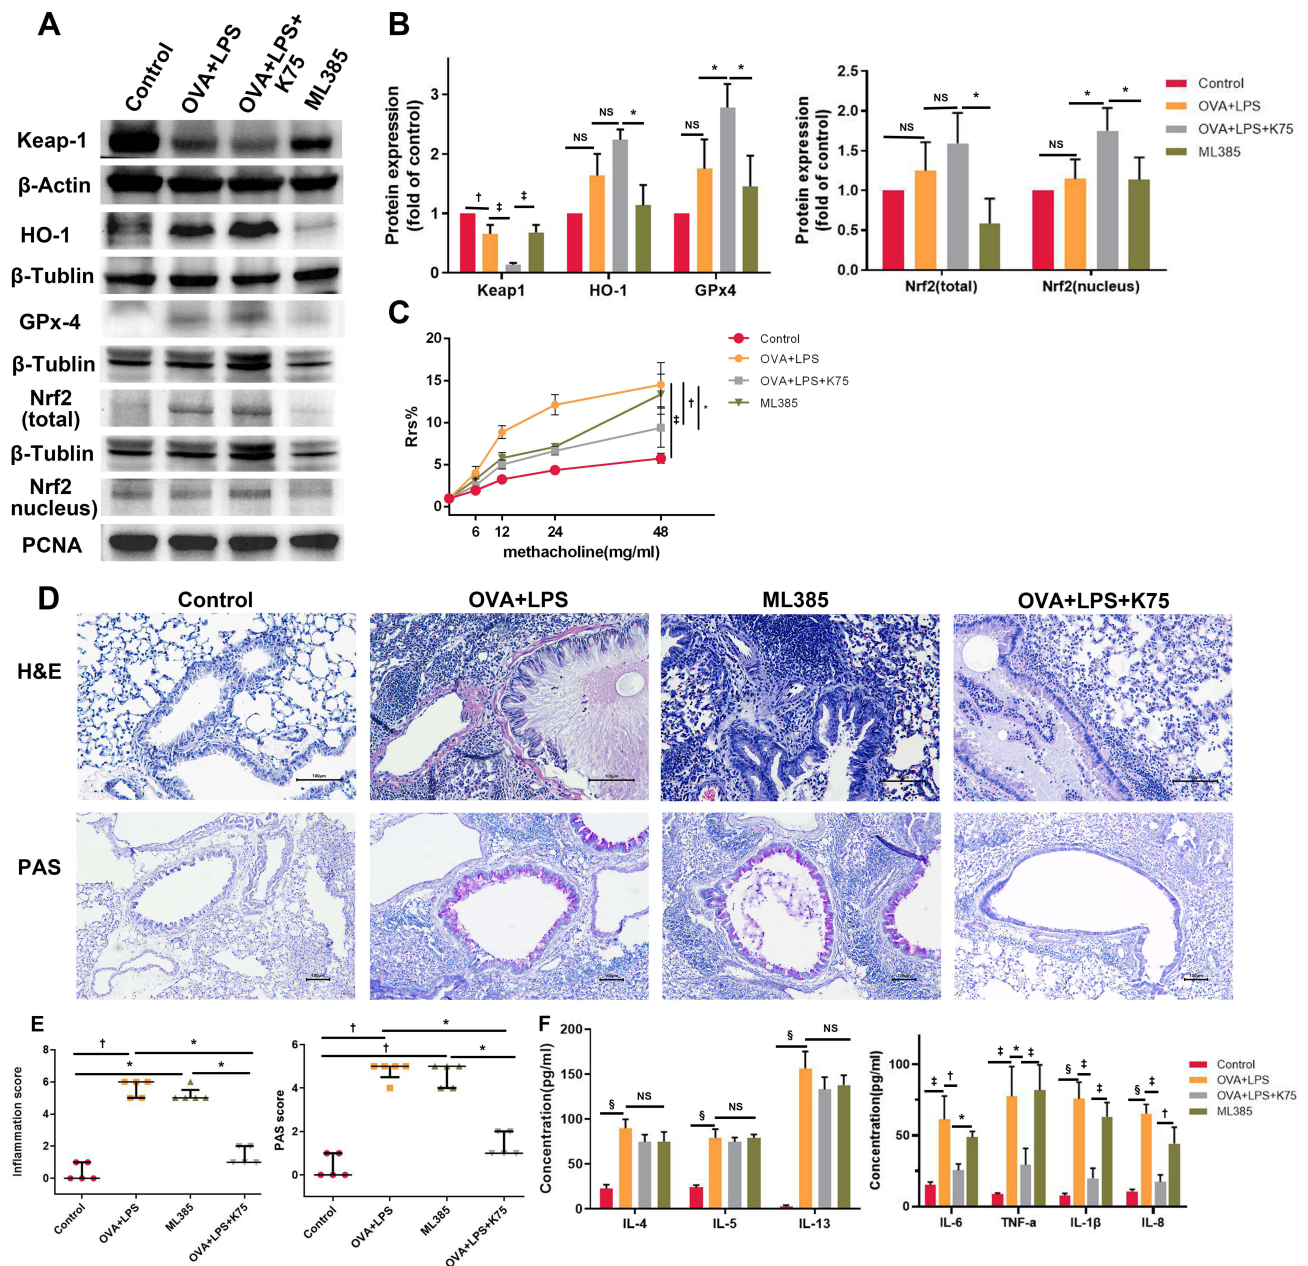 A
Control
OVA+LPS
OVA+LPS+
K75
ML385
Keap-1
β-Actin
HO-1
β-Tublin
GPx-4
β-Tublin
Nrf2
(total)
β-Tublin
Nrf2
nucleus)
PCNA
B
Protein expression
(fold of control)
3
2
1
0
†
‡
‡
NS
NS
*
NS
*
*
Keap1
HO-1
GPx4
Protein expression
(fold of control)
2.5
2.0
1.5
1.0
0.5
0.0
NS
NS
*
NS
*
*
Nrf2(total)
Nrf2(nucleus)
Control
OVA+LPS
OVA+LPS+K75
ML385
C
Rrs%
20
15
10
5
0
6
12
24
48
methacholine(mg/ml)
‡
†
*
Control
OVA+LPS
OVA+LPS+K75
ML385
D
Control
OVA+LPS
ML385
OVA+LPS+K75
H&E
100μm
100μm
100μm
100μm
PAS
100μm
100μm
100μm
100μm
E
Inflammation score
8
6
4
2
0
†
*
*
*
Control
OVA+LPS
ML385
OVA+LPS+K75
PAS score
6
4
2
0
†
*
†
*
Control
OVA+LPS
ML385
OVA+LPS+K75
F
Concentration(pg/ml)
200
150
100
50
0
§
NS
§
NS
§
NS
IL-4
IL-5
IL-13
Concentration(pg/ml)
100
50
0
‡
†
*
‡
*
‡
§
‡
‡
§
‡
†
IL-6
TNF-a
IL-1β
IL-8
Control
OVA+LPS
OVA+LPS+K75
ML385